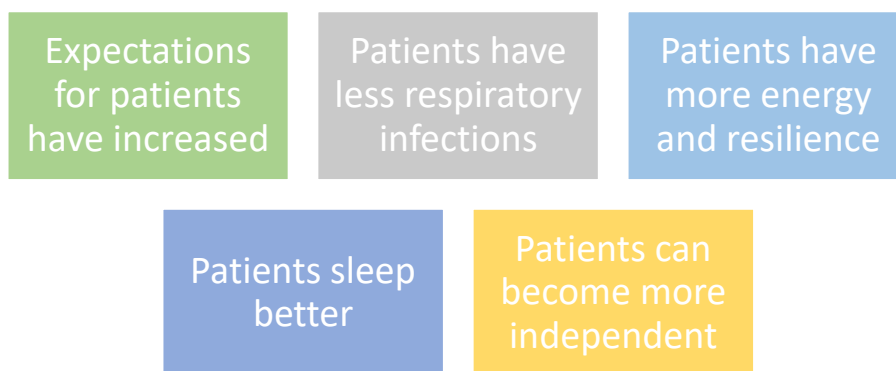 Expectations
for patients
have increased
Patients have
less respiratory
infections
Patients have
more energy
and resilience
Patients sleep
better
Patients can
become more
independent